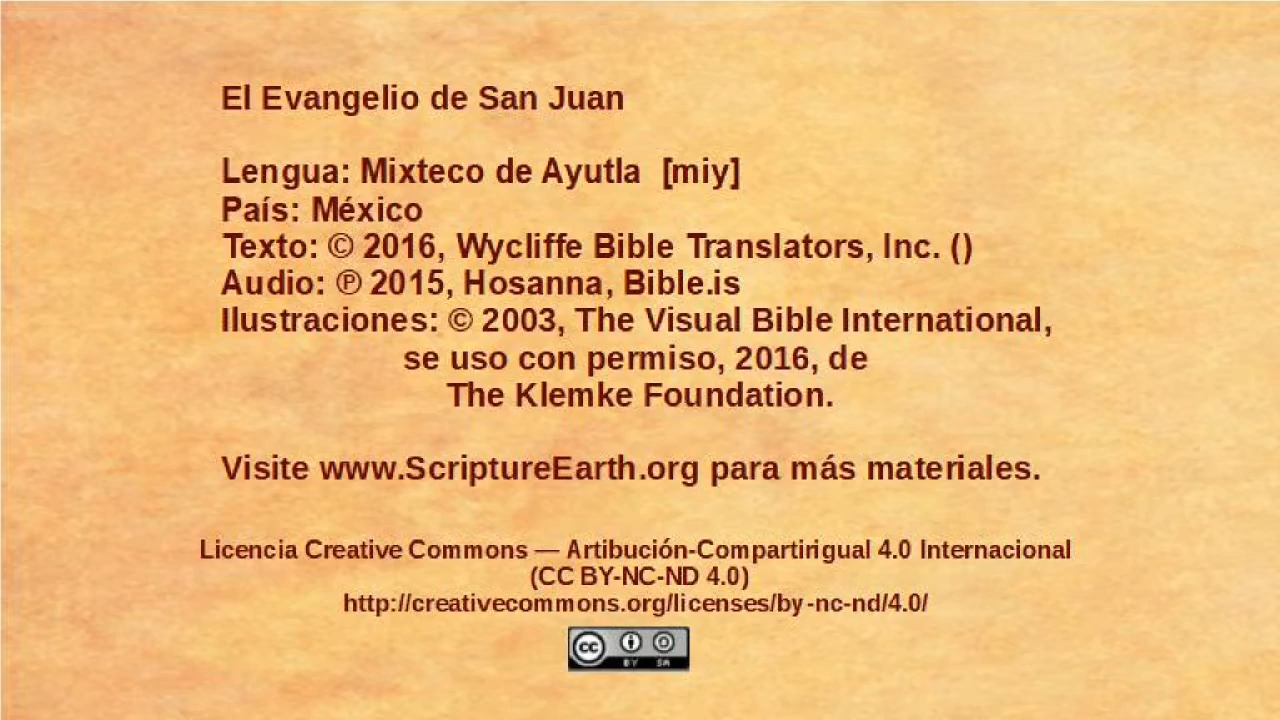 El Evangelio de San Juan
Lengua: Mixteco de Ayutla [miy]
País: México
Texto: © 2016, Wycliffe Bible Translators, Inc. ()
Audio: ℗ 2015, Hosanna, Bible.is
Ilustraciones: © 2003, The Visual Bible International,
se uso con permiso, 2016, de
The Klemke Foundation.
Visite www.ScriptureEarth.org para más materiales.
Licencia Creative Commons — Artibución-Compartirigual 4.0 Internacional
(CC BY-NC-ND 4.0)
http://creativecommons.org/licenses/by-nc-nd/4.0/
cc BY SA